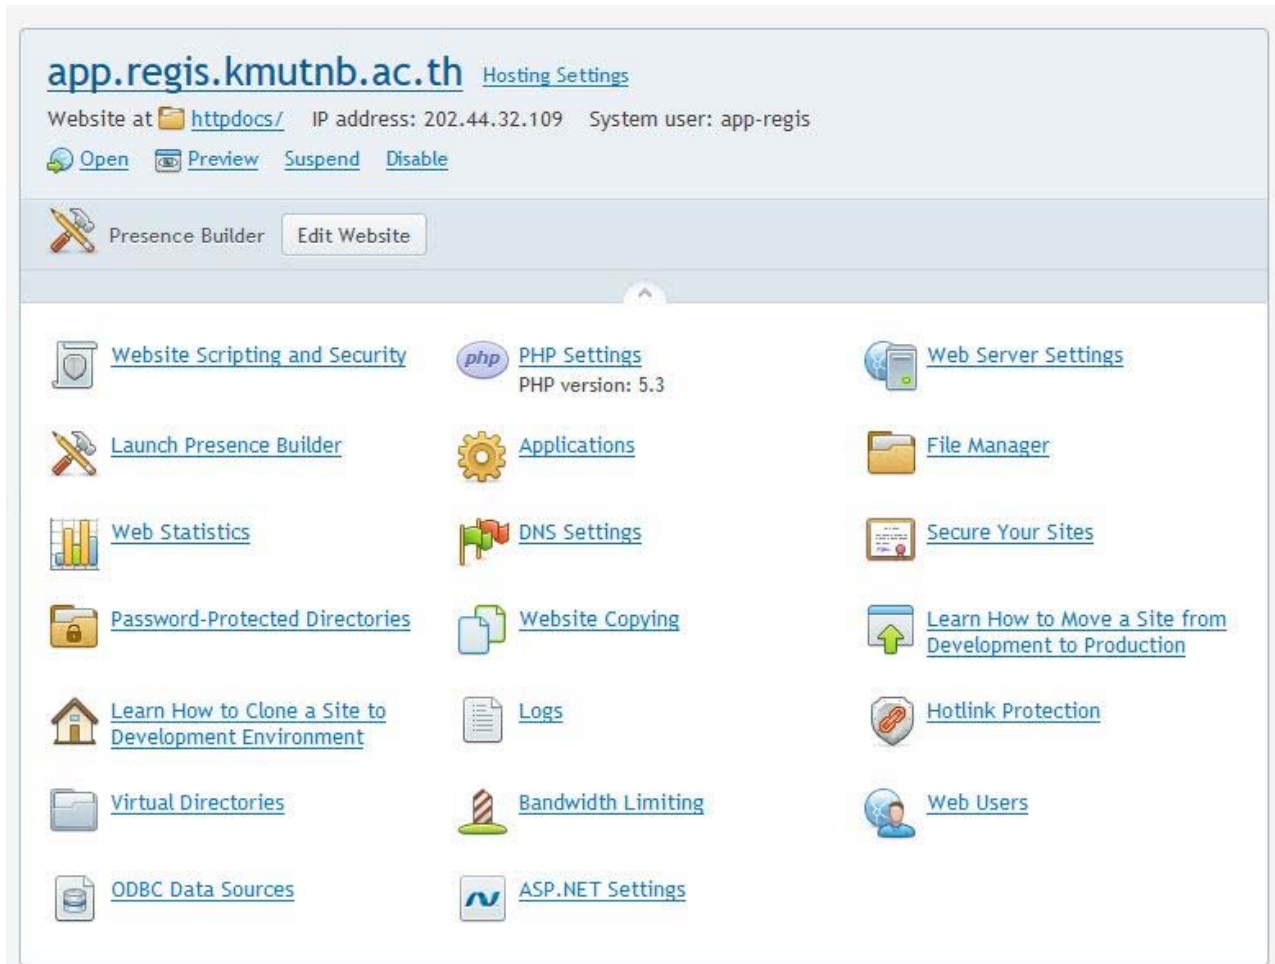 app.regis.kmutnb.ac.th Hosting Settings
Website at httpdocs/ IP address: 202.44.32.109 System user: app-regis
Open Preview Suspend Disable
Presence Builder Edit Website
Website Scripting and Security
php PHP Settings
PHP version: 5.3
Web Server Settings
Launch Presence Builder
Applications
File Manager
Web Statistics
DNS Settings
Secure Your Sites
Password-Protected Directories
Website Copying
Learn How to Move a Site from
Development to Production
Learn How to Clone a Site to
Development Environment
Logs
Hotlink Protection
Virtual Directories
Bandwidth Limiting
Web Users
ODBC Data Sources
ASP.NET Settings